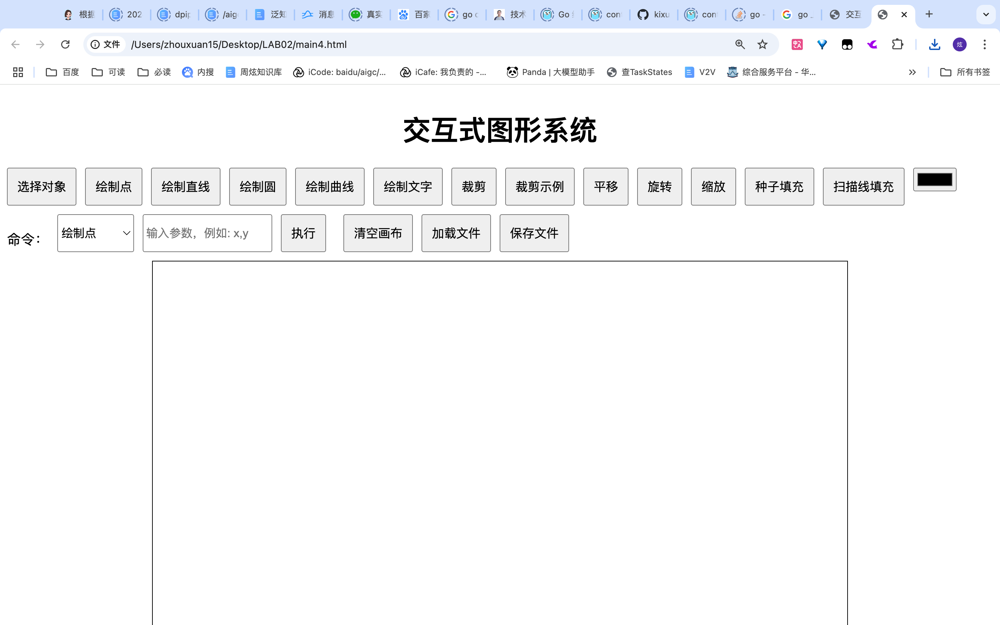 根据 202 dpip /aig 泛知 消息 真实 百家 go 技术 Go con kixu con go - go 交互
文件 /Users/zhouxuan15/Desktop/LAB02/main4.html 炫
百度 可读 必读 内搜 周炫知识库 iCode: baidu/aigc/... iCafe: 我负责的 -... Panda | 大模型助手 查TaskStates V2V 综合服务平台 - 华... 所有书签
交互式图形系统
选择对象 绘制点 绘制直线 绘制圆 绘制曲线 绘制文字 裁剪 裁剪示例 平移 旋转 缩放 种子填充 扫描线填充
命令： 绘制点 输入参数，例如: x,y 执行 清空画布 加载文件 保存文件